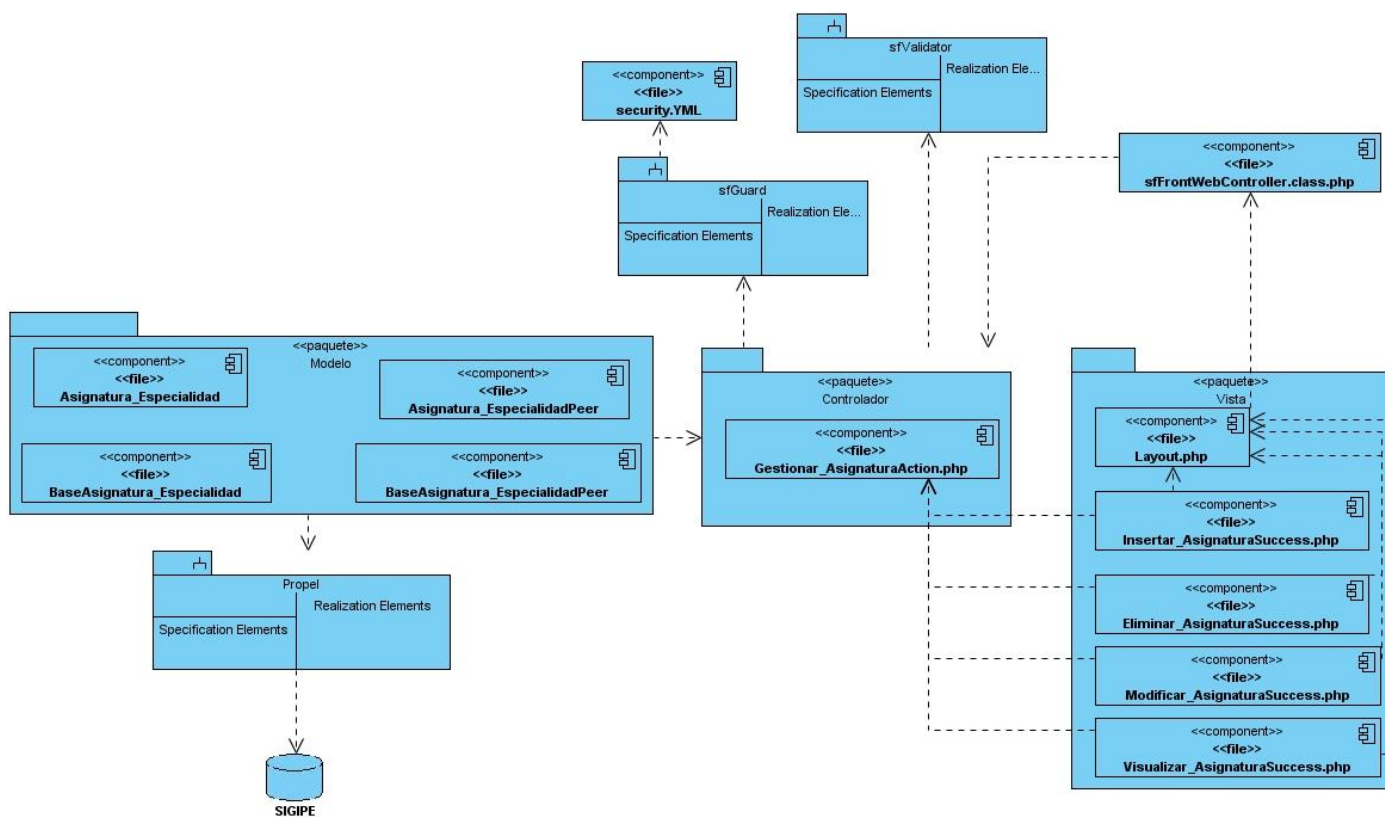 sfValidator
Realization Ele...
Specification Elements
<<component>>
<<file>>
security.YML
<<component>>
<<file>>
sfFrontWebController.class.php
sfGuard
Realization Ele...
Specification Elements
<<paquete>>
Modelo
<<component>>
<<file>>
Asignatura_Especialidad
<<component>>
<<file>>
Asignatura_EspecialidadPeer
<<component>>
<<file>>
BaseAsignatura_Especialidad
<<component>>
<<file>>
BaseAsignatura_EspecialidadPeer
<<paquete>>
Controlador
<<component>>
<<file>>
Gestionar_AsignaturaAction.php
<<paquete>>
Vista
<<component>>
<<file>>
Layout.php
<<component>>
<<file>>
Insertar_AsignaturaSuccess.php
<<component>>
<<file>>
Eliminar_AsignaturaSuccess.php
<<component>>
<<file>>
Modificar_AsignaturaSuccess.php
<<component>>
<<file>>
Visualizar_AsignaturaSuccess.php
Propel
Realization Elements
Specification Elements
SIGIPE